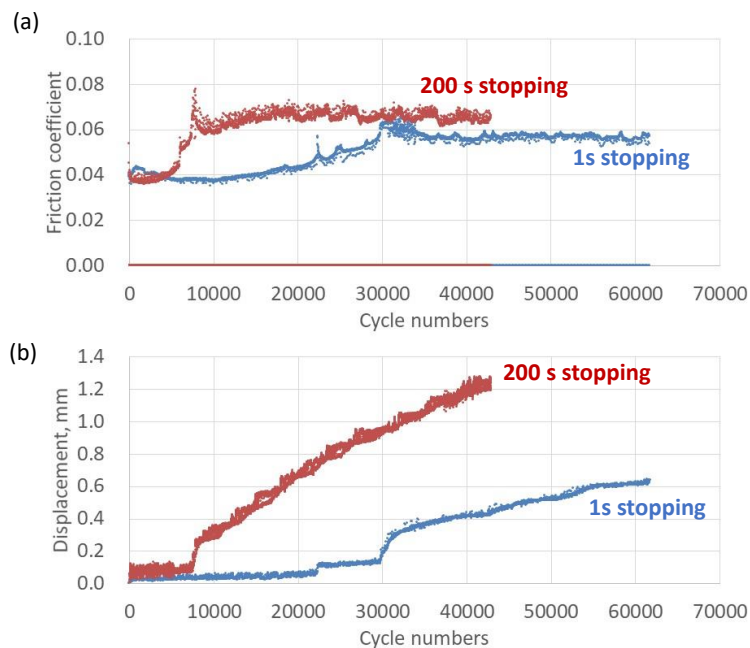 (a)
0.10
0.08
0.06
0.04
0.02
0.00
Friction coefficient
200 s stopping
1s stopping
0 10000 20000 30000 40000 50000 60000 70000
Cycle numbers
(b)
1.4
1.2
1.0
0.8
0.6
0.4
0.2
0.0
Displacement, mm
200 s stopping
1s stopping
0 10000 20000 30000 40000 50000 60000 70000
Cycle numbers